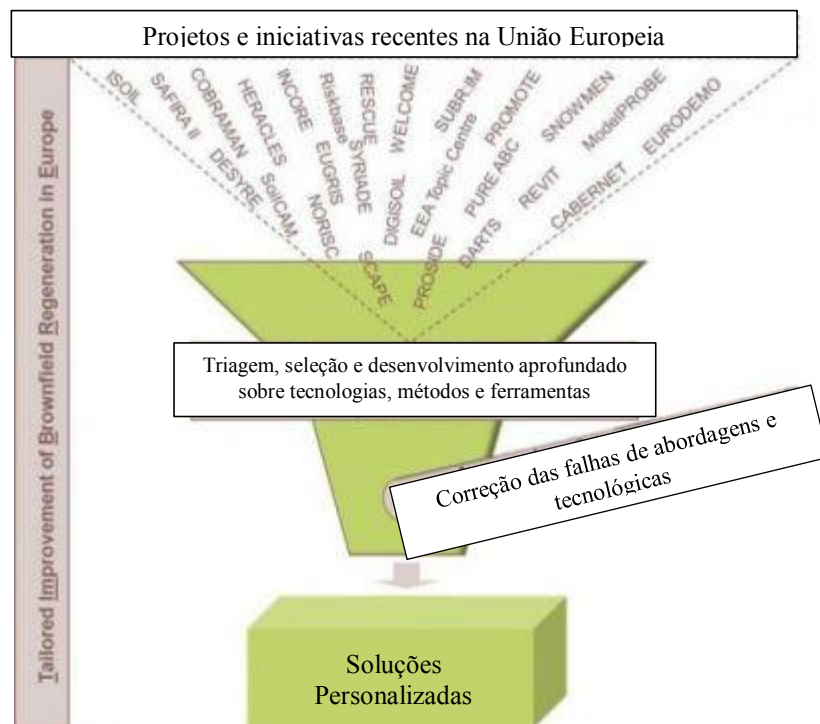 Projetos e iniciativas recentes na União Europeia
ISOIL
SAFIRA II
COBRAMAN
HERACLES
INCORE
Riskbase
RESCUE
WELCOME
SUBR:IM
PROMOTE
SNOWMEN
ModelPROBE
EURODEMO
DESYRE
SoilCAM
NORISC
EUGRIS
SYRIADE
SCAPE
DIGISOIL
EEA Topic Centre
PROSIDE
PURE ABC
DARTS
REVIT
CABERNET
Triagem, seleção e desenvolvimento aprofundado
sobre tecnologias, métodos e ferramentas
Correção das falhas de abordagens e
tecnológicas
Soluções
Personalizadas
Tailored Improvement of Brownfield Regeneration in Europe